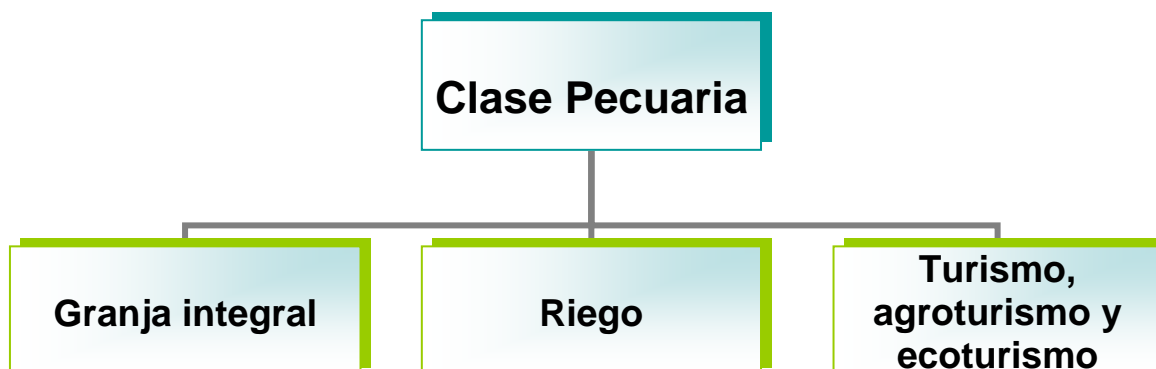 Clase Pecuaria
Granja integral
Riego
Turismo,
agroturismo y
ecoturismo